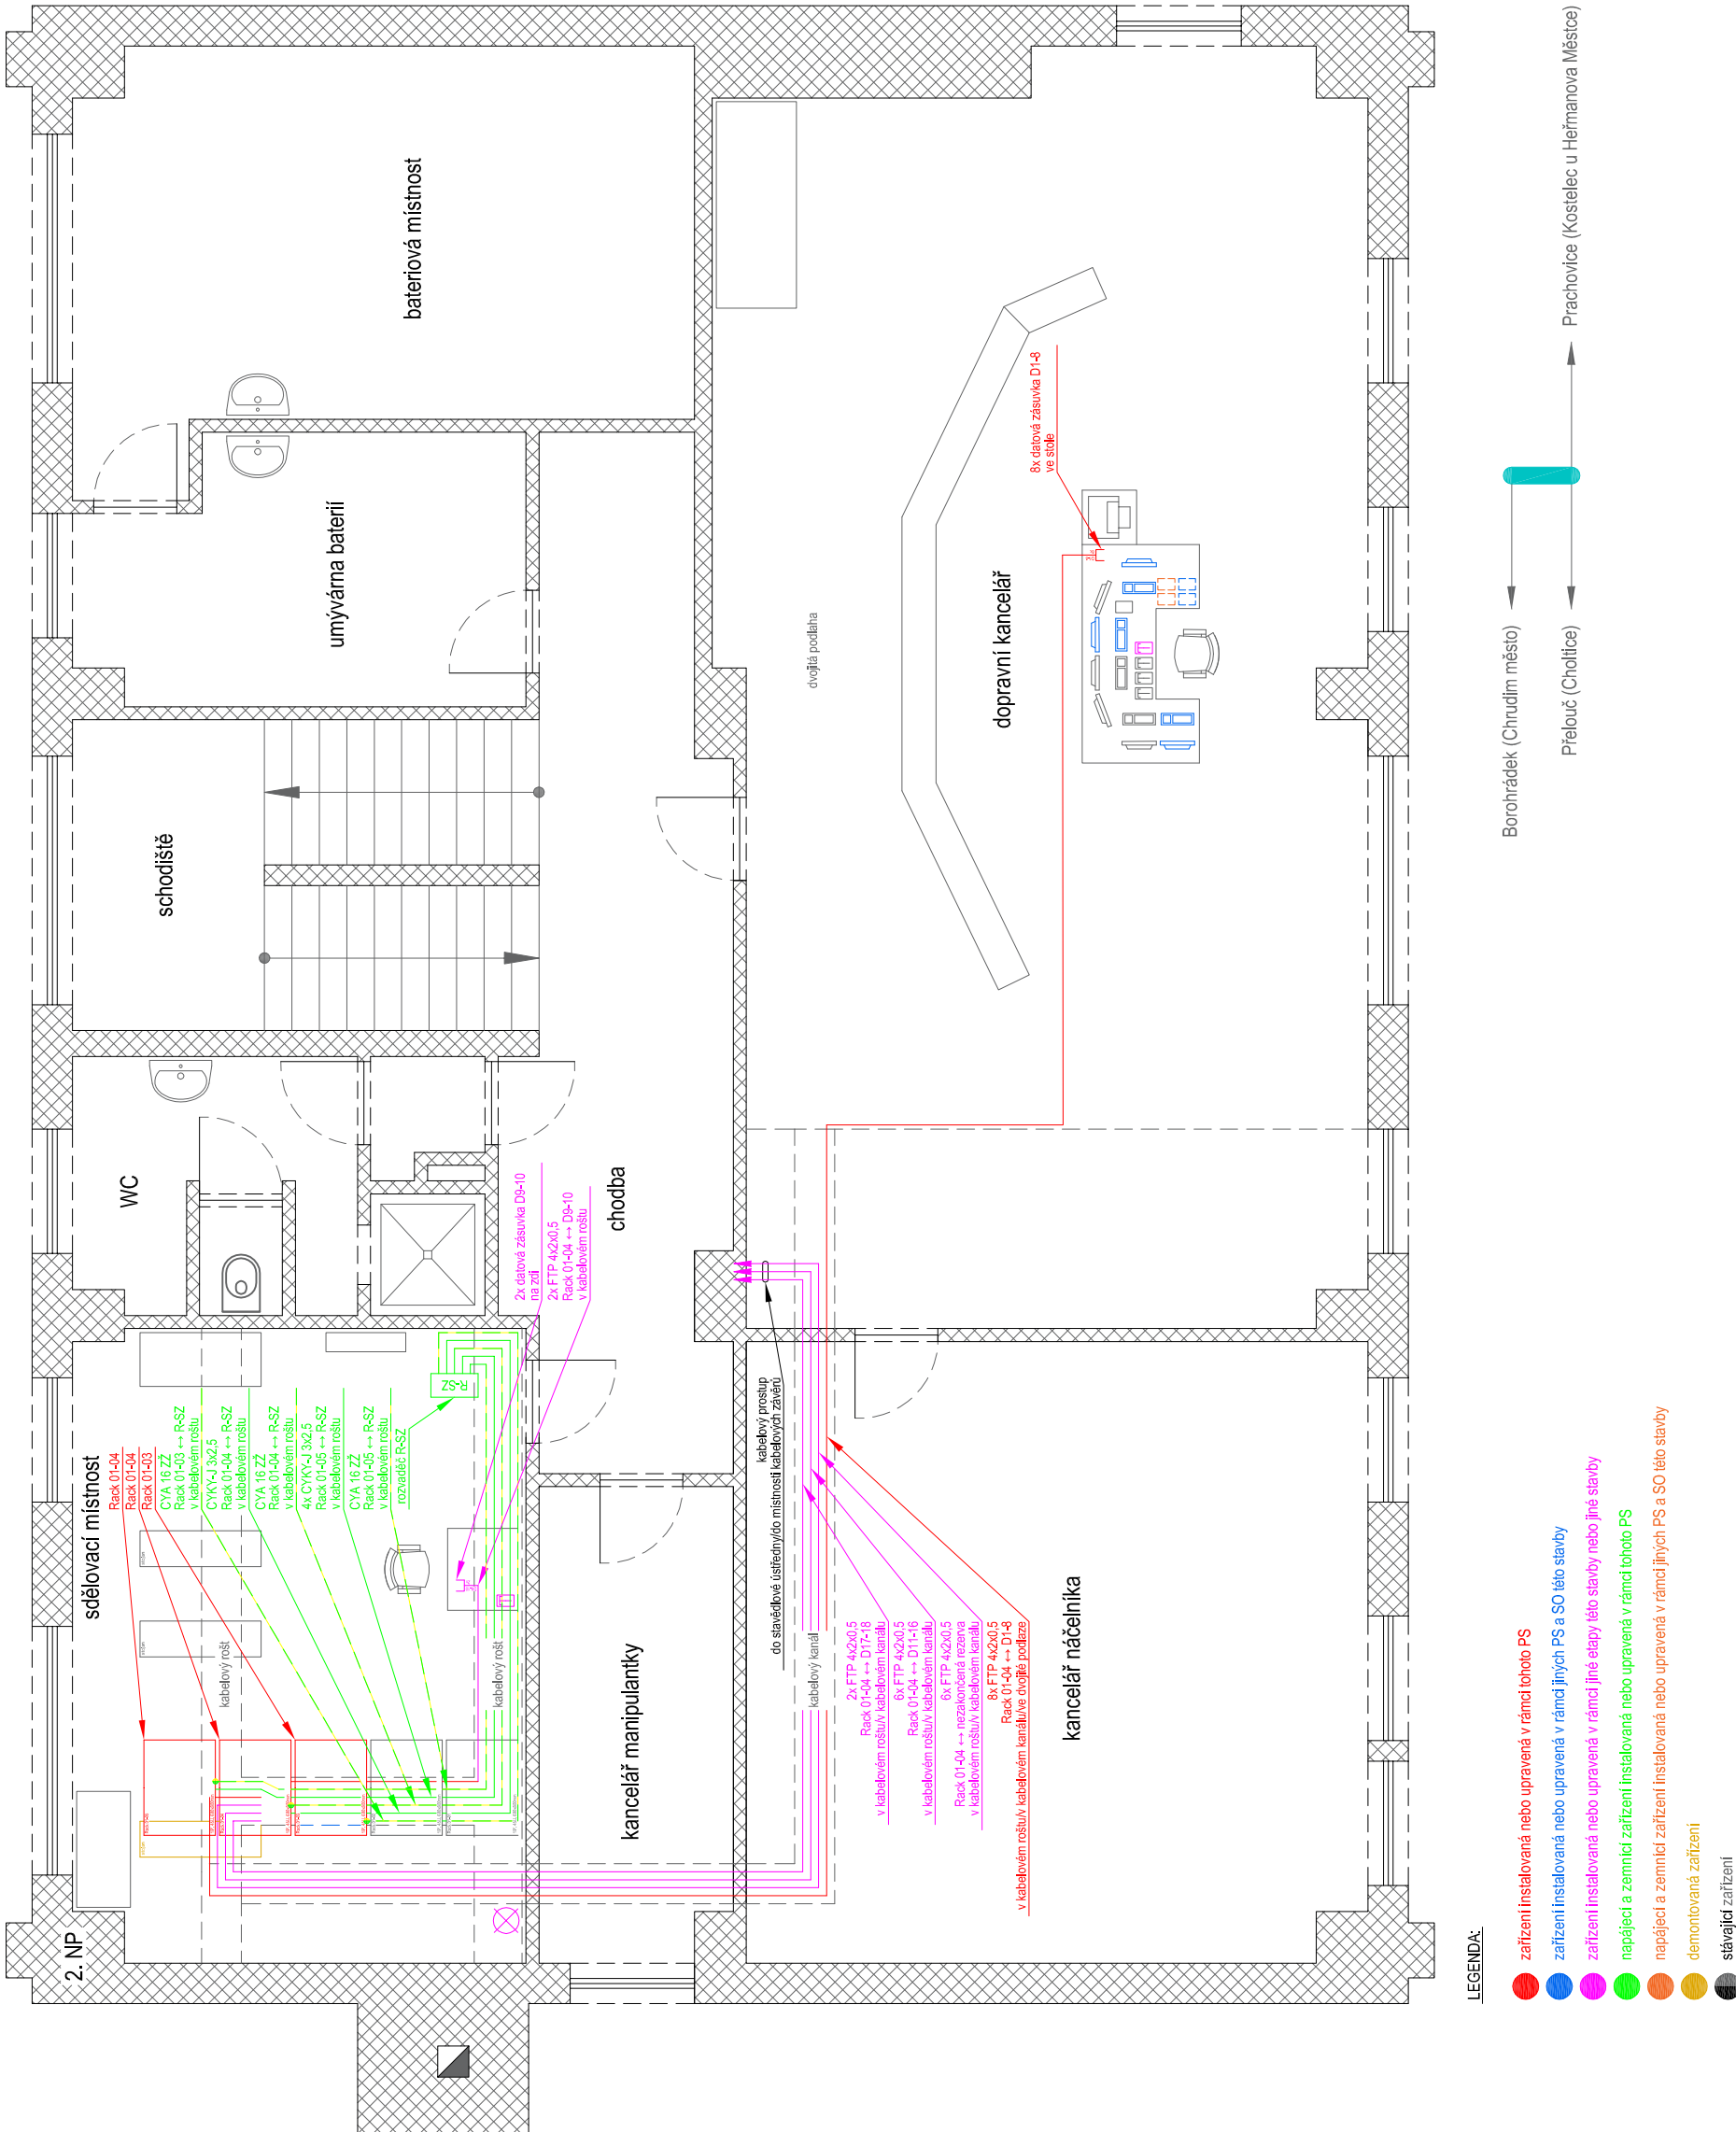 2. NP
sdělovací místnost
WC
schodiště
umývárna baterií
bateriová místnost
Rack 01-04
Rack 01-04
Rack 01-03
CYA 16 ZŽ
Rack 01-03 ↔ R-SZ
v kabelovém roštu
CYKY-J 3x2,5
Rack 01-04 ↔ R-SZ
v kabelovém roštu
CYA 16 ZŽ
Rack 01-04 ↔ R-SZ
v kabelovém roštu
4x CYKY-J 3x2,5
Rack 01-05 ↔ R-SZ
v kabelovém roštu
CYA 16 ZŽ
Rack 01-05 ↔ R-SZ
v kabelovém roštu
rozvaděč R-SZ
R-SZ
kabelový rošt
kabelový rošt
2x datová zásuvka D9-10
na zdi
2x FTP 4x2x0,5
Rack 01-04 ↔ D9-10
v kabelovém roštu
chodba
kancelář manipulantky
kabelový prostup
do stavědlové ústředny/do místnosti kabelových závěrů
kabelový kanál
2x FTP 4x2x0,5
Rack 01-04 ↔ D17-18
v kabelovém roštu/v kabelovém kanálu
6x FTP 4x2x0,5
Rack 01-04 ↔ D11-16
v kabelovém roštu/v kabelovém kanálu
6x FTP 4x2x0,5
Rack 01-04 ↔ nezakončená rezerva
v kabelovém roštu/v kabelovém kanálu
8x FTP 4x2x0,5
Rack 01-04 ↔ D1-8
v kabelovém roštu/v kabelovém kanálu/ve dvojité podlaze
kancelář náčelníka
dvojitá podlaha
dopravní kancelář
8x datová zásuvka D1-8
ve stole
Borohrádek (Chrudim město)
Přelouč (Choltice)
Prachovice (Kostelec u Heřmanova Městce)
LEGENDA:
zařízení instalované nebo upravená v rámci tohoto PS
zařízení instalované nebo upravená v rámci jiných PS a SO této stavby
zařízení instalované nebo upravená v rámci jiné etapy této stavby nebo jiné stavby
napájecí a zemnící zařízení instalovaná nebo upravená v rámci tohoto PS
napájecí a zemnící zařízení instalované nebo upravená v rámci jiných PS a SO této stavby
demontovaná zařízení
stávající zařízení